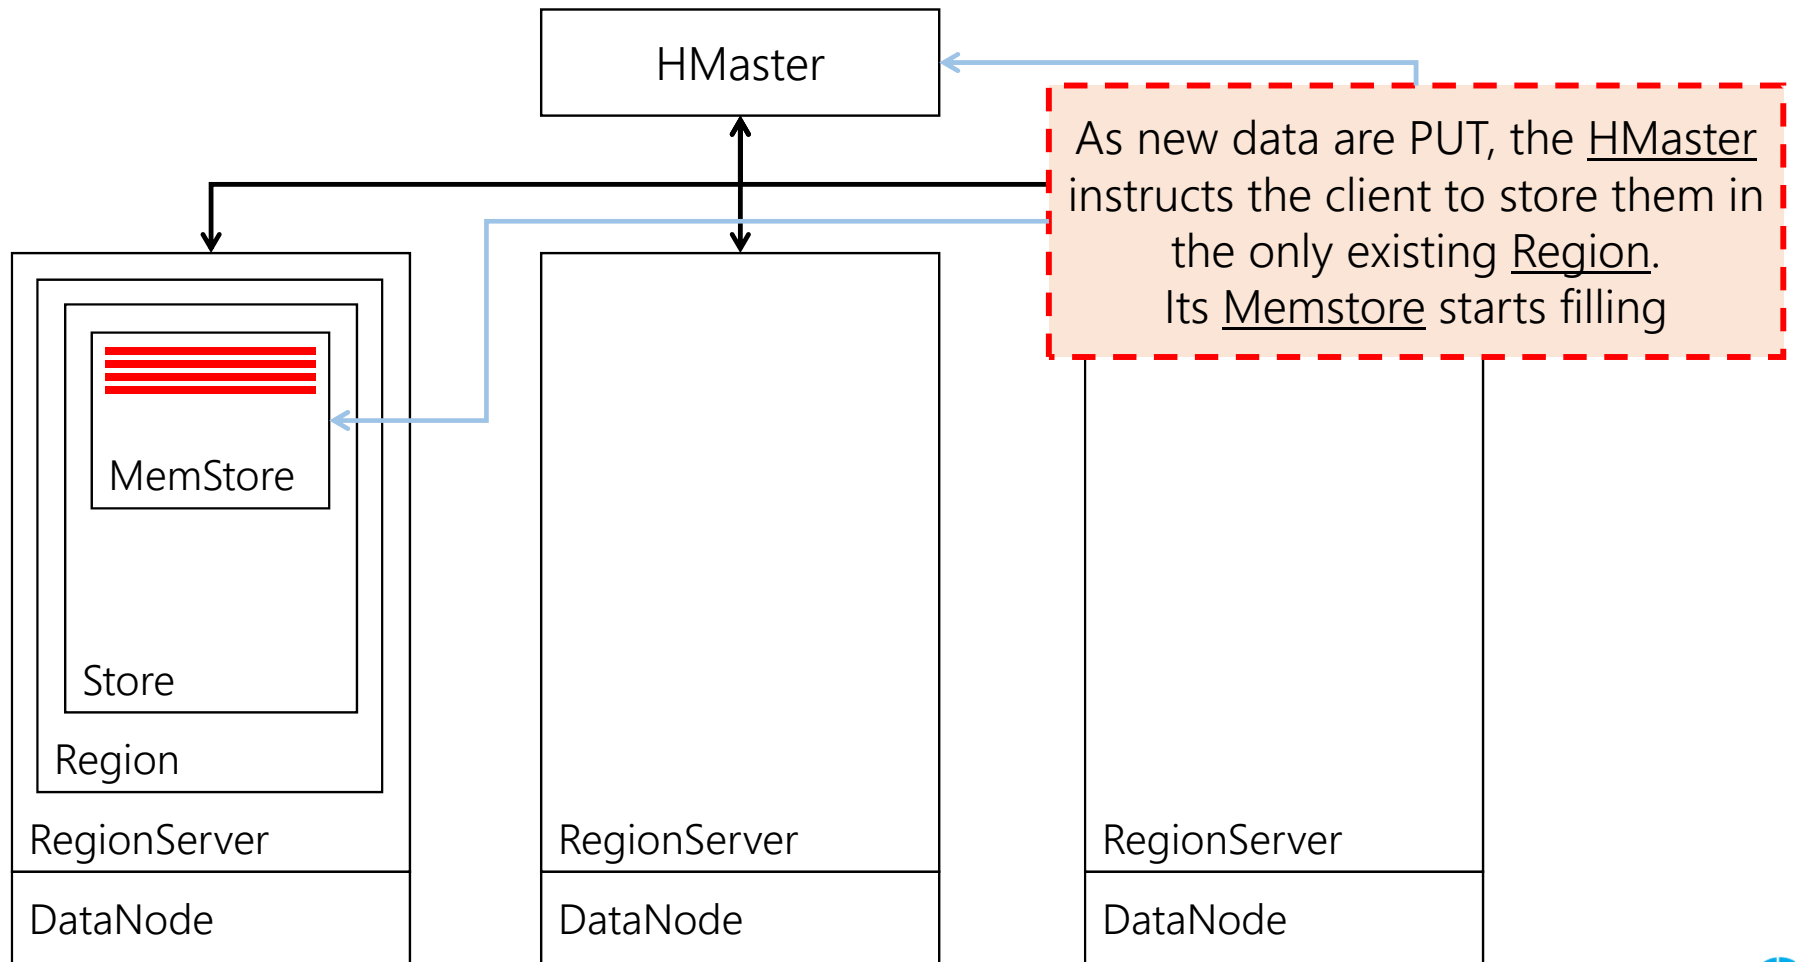 HMaster
As new data are PUT, the HMaster
instructs the client to store them in
the only existing Region.
Its Memstore starts filling
MemStore
Store
Region
RegionServer
DataNode
RegionServer
DataNode
RegionServer
DataNode